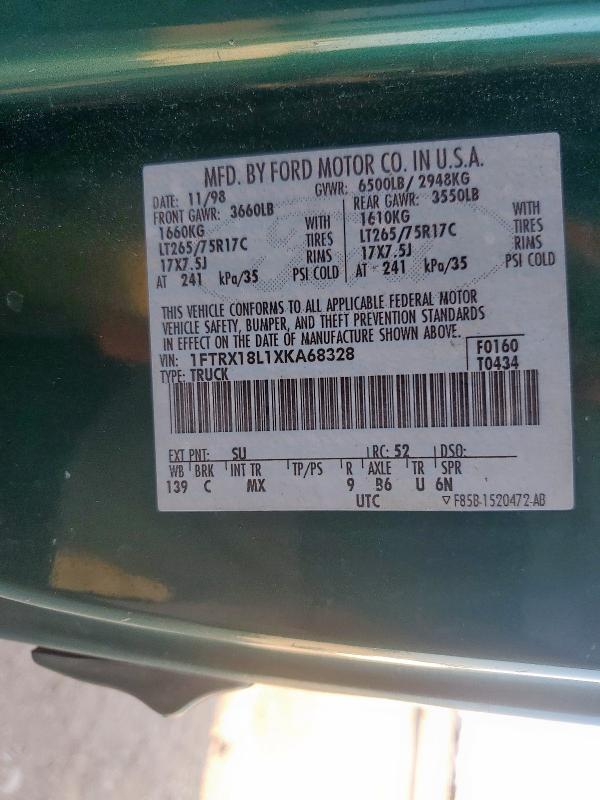 MFD. BY FORD MOTOR CO. IN U.S.A.
DATE: 11/98 GVWR: 6500LB/ 2948KG
FRONT GAWR: 3660LB REAR GAWR: 3550LB
1660KG WITH 1610KG WITH
LT265/75R17C TIRES LT265/75R17C TIRES
17X7.5J RIMS 17X7.5J RIMS
AT 241 kPa/35 PSI COLD AT 241 kPa/35 PSI COLD
THIS VEHICLE CONFORMS TO ALL APPLICABLE FEDERAL MOTOR
VEHICLE SAFETY, BUMPER, AND THEFT PREVENTION STANDARDS
IN EFFECT ON THE DATE OF MANUFACTURE SHOWN ABOVE.
VIN: 1FTRX18L1XKA68328 F0160
TYPE: TRUCK T0434
EXT PNT: SU RC: 52 DSO:
WB BRK INT TR TP/PS R AXLE TR SPR
139 C MX 9 B6 U 6N
UTC F85B-1520472-AB